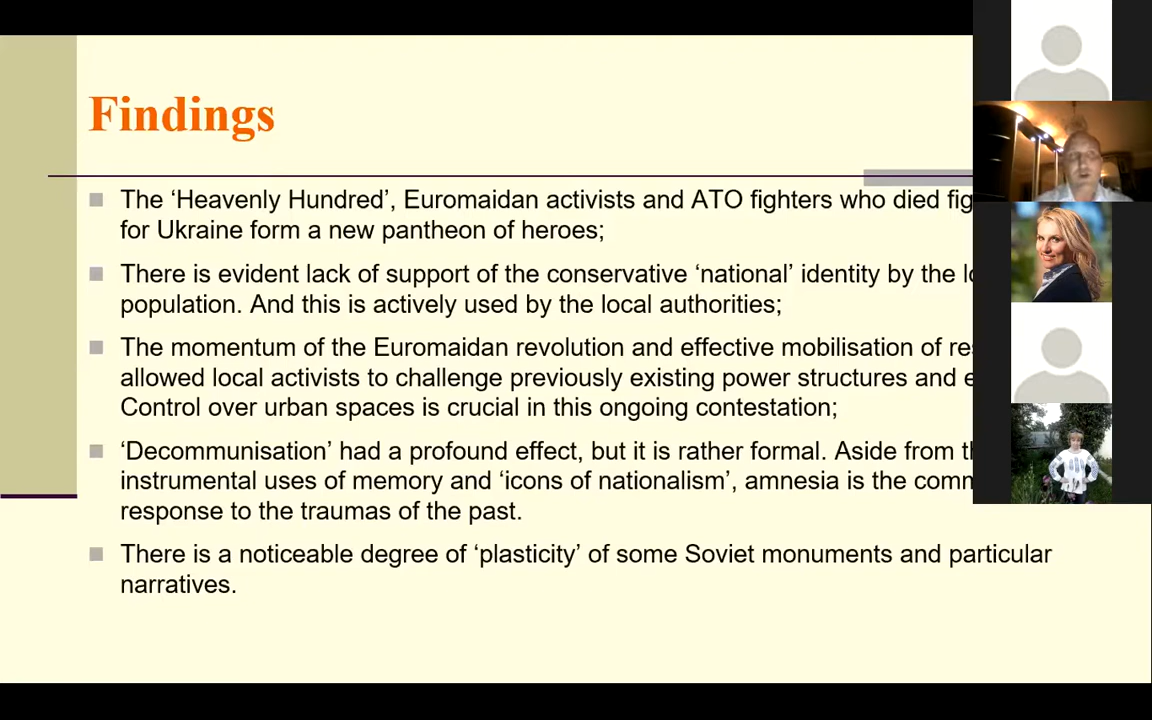 Findings
The ‘Heavenly Hundred’, Euromaidan activists and ATO fighters who died
for Ukraine form a new pantheon of heroes;
There is evident lack of support of the conservative ‘national’ identity by the
population. And this is actively used by the local authorities;
The momentum of the Euromaidan revolution and effective mobilisation of
allowed local activists to challenge previously existing power structures and
Control over urban spaces is crucial in this ongoing contestation;
‘Decommunisation’ had a profound effect, but it is rather formal. Aside from
instrumental uses of memory and ‘icons of nationalism’, amnesia is the
response to the traumas of the past.
There is a noticeable degree of ‘plasticity’ of some Soviet monuments and particular
narratives.